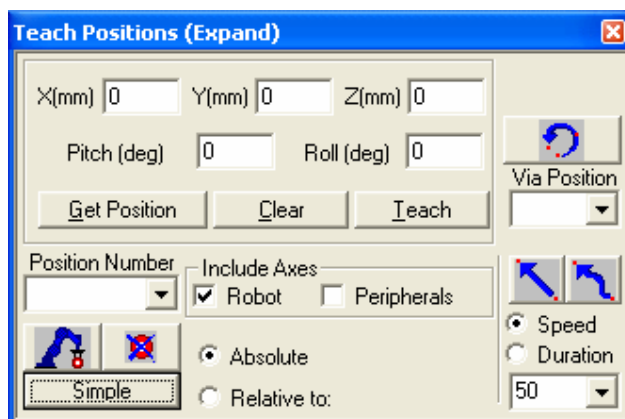 Teach Positions (Expand)
X(mm) 0 Y(mm) 0 Z(mm) 0
Pitch (deg) 0 Roll (deg) 0
Get Position Clear Teach
Via Position
Position Number
Include Axes
Robot Peripherals
Speed
Absolute
Duration
Simple
Relative to:
50